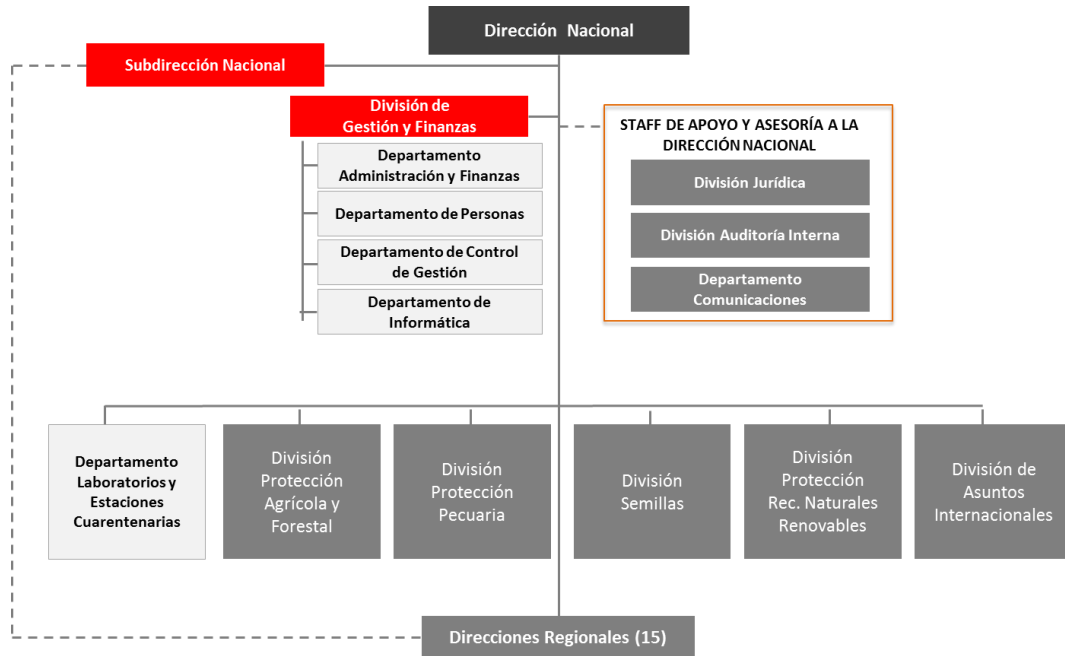 Dirección Nacional
Subdirección Nacional
División de
Gestión y Finanzas
Departamento
Administración y Finanzas
Departamento de Personas
Departamento de Control
de Gestión
Departamento de
Informática
STAFF DE APOYO Y ASESORÍA A LA
DIRECCIÓN NACIONAL
División Jurídica
División Auditoría Interna
Departamento
Comunicaciones
Departamento
Laboratorios y
Estaciones
Cuarentenarias
División
Protección
Agrícola y
Forestal
División
Protección
Pecuaria
División
Semillas
División
Protección
Rec. Naturales
Renovables
División de
Asuntos
Internacionales
Direcciones Regionales (15)